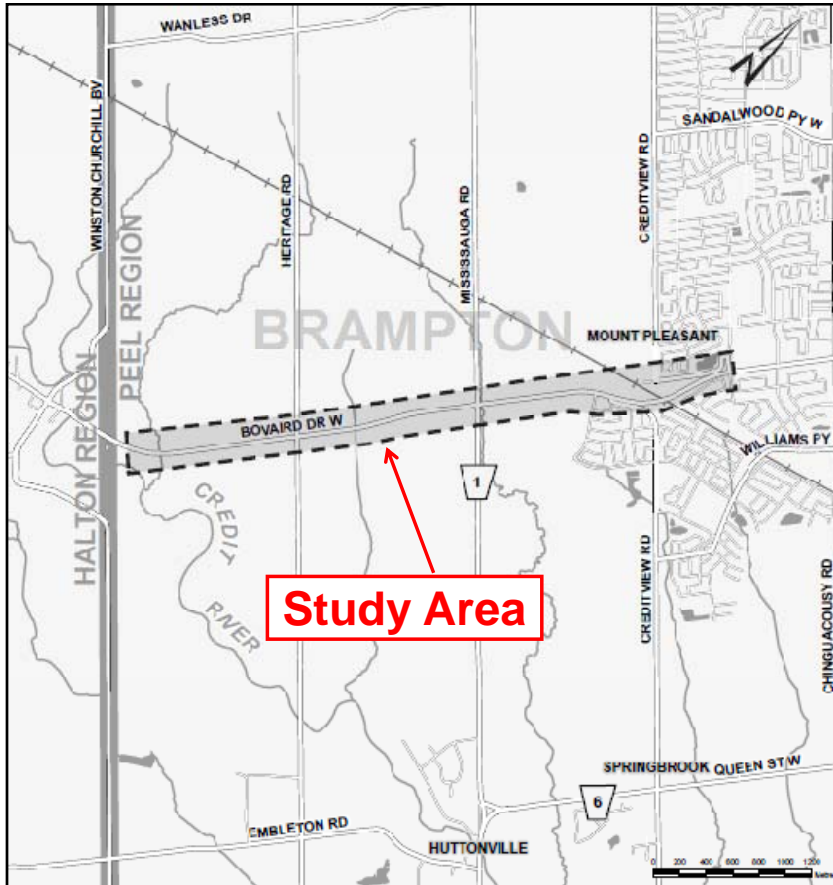 WANLESS DR
WINSTON CHURCHILL BV
SANDALWOOD PY W
CREDITVIEW RD
HERITAGE RD
MISSISSAUGA RD
PEEL REGION
HALTON REGION
BRAMPTON
MOUNT PLEASANT
BOVAIRD DR W
WILLIAMS PY
1
CREDIT
RIVER
Study Area
CREDITVIEW RD
CHINGUACOUSY RD
SPRINGBROOK
QUEEN ST W
6
EMBLETON RD
HUTTONVILLE
0 200 400 600 800 1000 1200